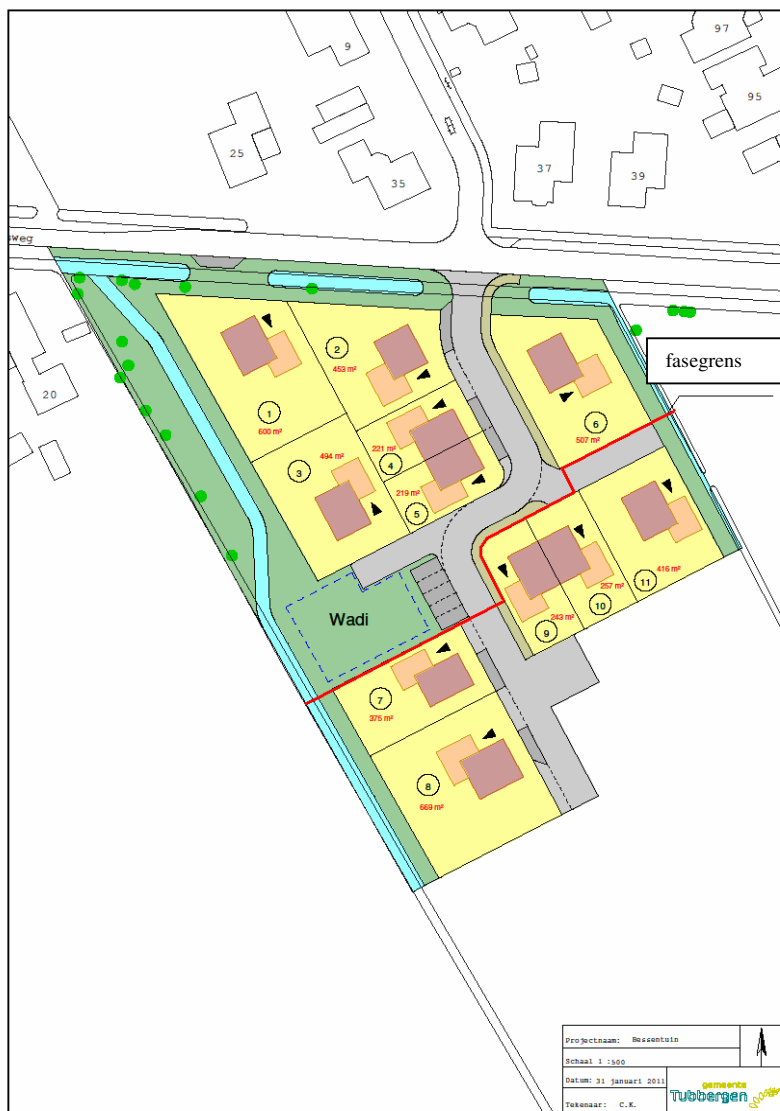 9
97
95
25
35
37
39
sweg
20
fasegrens
2
453 m²
1
600 m²
6
507 m²
494 m²
3
221 m²
4
219 m²
5
416 m²
11
257 m²
10
243 m²
9
Wadi
7
375 m²
8
669 m²
Projectnaam: Bessentuin
Schaal 1 :500
Datum: 31 januari 2011
Tekenaar: C.K.
gemeente
Tubbergen